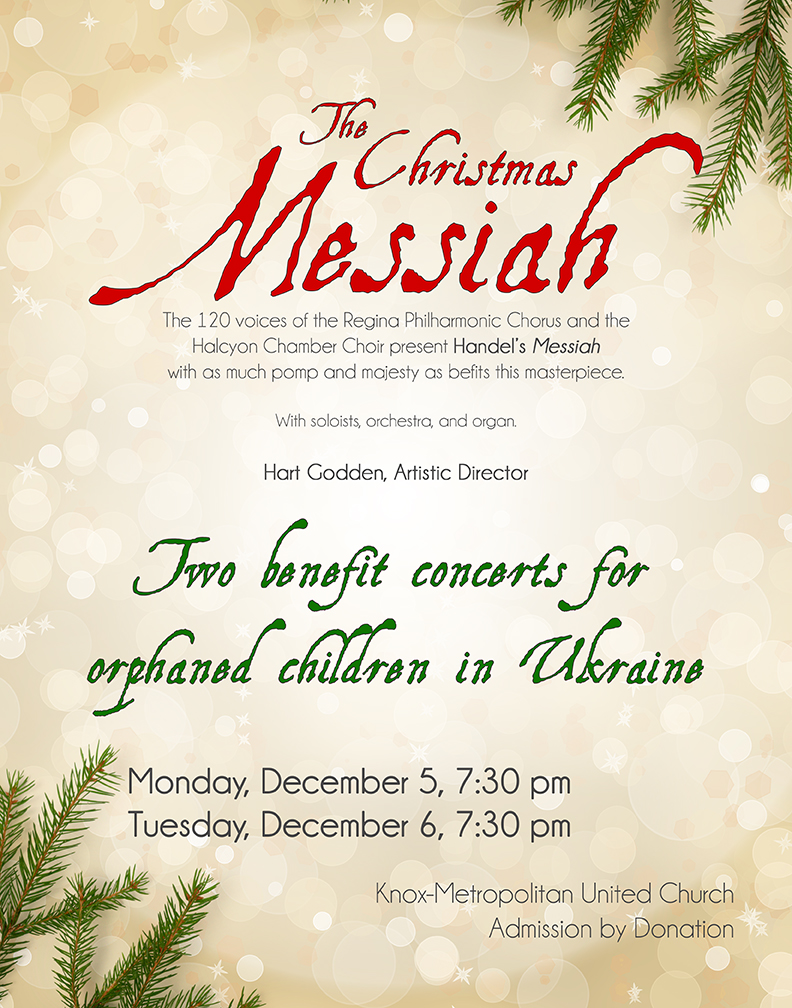 The
Christmas
Messiah
The 120 voices of the Regina Philharmonic Chorus and the
Halcyon Chamber Choir present Handel's Messiah
with as much pomp and majesty as befits this masterpiece.
With soloists, orchestra, and organ.
Hart Godden, Artistic Director
Two benefit concerts for
orphaned children in Ukraine
Monday, December 5, 7:30 pm
Tuesday, December 6, 7:30 pm
Knox-Metropolitan United Church
Admission by Donation